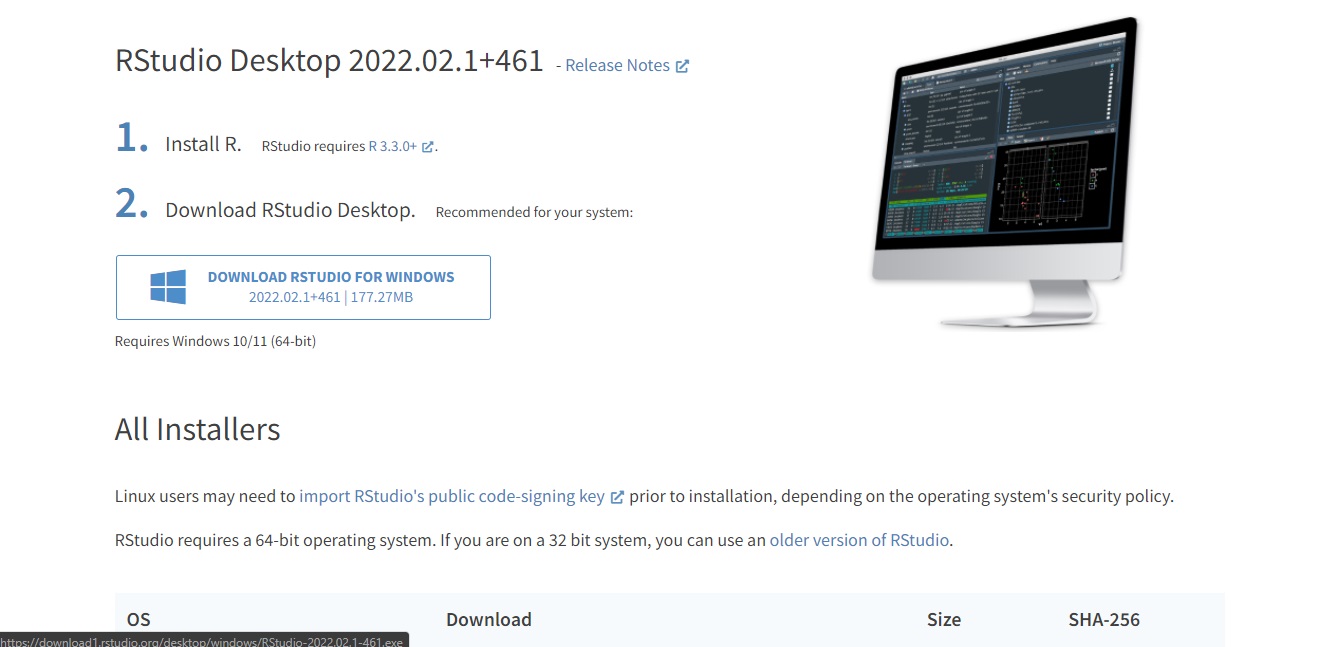 RStudio Desktop 2022.02.1+461 - Release Notes
1. Install R. RStudio requires R 3.3.0+.
2. Download RStudio Desktop. Recommended for your system:
DOWNLOAD RSTUDIO FOR WINDOWS
2022.02.1+461 | 177.27MB
Requires Windows 10/11 (64-bit)
All Installers
Linux users may need to import RStudio's public code-signing key prior to installation, depending on the operating system's security policy.
RStudio requires a 64-bit operating system. If you are on a 32 bit system, you can use an older version of RStudio.
OS Download Size SHA-256
https://download1.rstudio.org/desktop/windows/RStudio-2022.02.1-461.exe